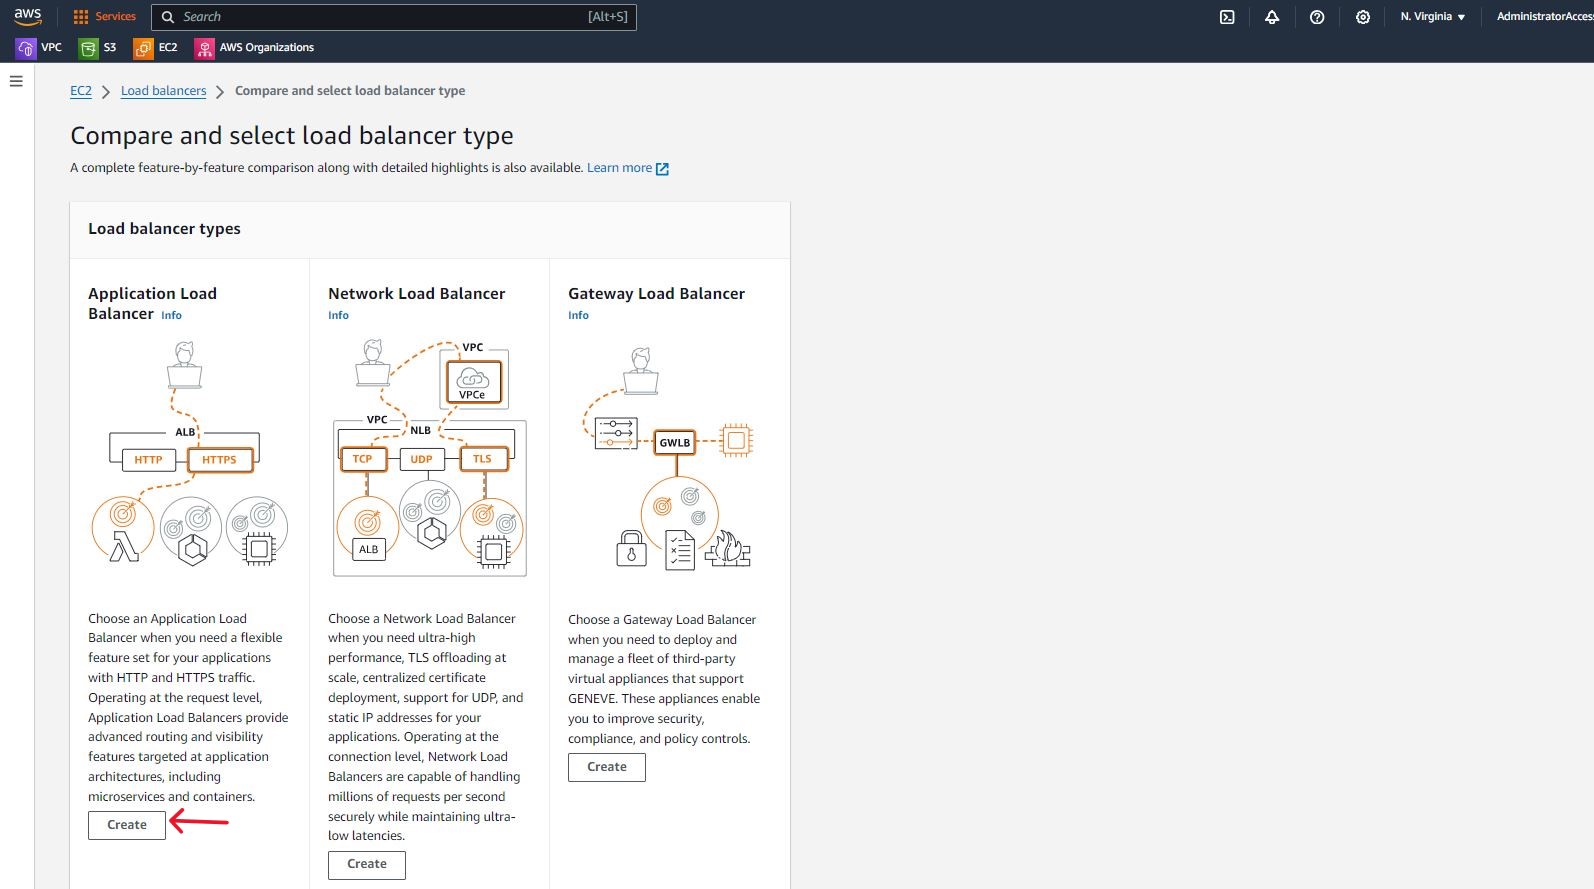 aws
Services
Search
[Alt+S]
N. Virginia
AdministratorAcces
VPC
S3
EC2
AWS Organizations
EC2
Load balancers
Compare and select load balancer type
Compare and select load balancer type
A complete feature-by-feature comparison along with detailed highlights is also available. Learn more
Load balancer types
Application Load
Balancer Info
ALB
HTTP
HTTPS
Choose an Application Load
Balancer when you need a flexible
feature set for your applications
with HTTP and HTTPS traffic.
Operating at the request level,
Application Load Balancers provide
advanced routing and visibility
features targeted at application
architectures, including
microservices and containers.
Create
Network Load Balancer
Info
VPC
VPCe
VPC
NLB
TCP
UDP
TLS
ALB
Choose a Network Load Balancer
when you need ultra-high
performance, TLS offloading at
scale, centralized certificate
deployment, support for UDP, and
static IP addresses for your
applications. Operating at the
connection level, Network Load
Balancers are capable of handling
millions of requests per second
securely while maintaining ultra-
low latencies.
Create
Gateway Load Balancer
Info
GWLB
Choose a Gateway Load Balancer
when you need to deploy and
manage a fleet of third-party
virtual appliances that support
GENEVE. These appliances enable
you to improve security,
compliance, and policy controls.
Create